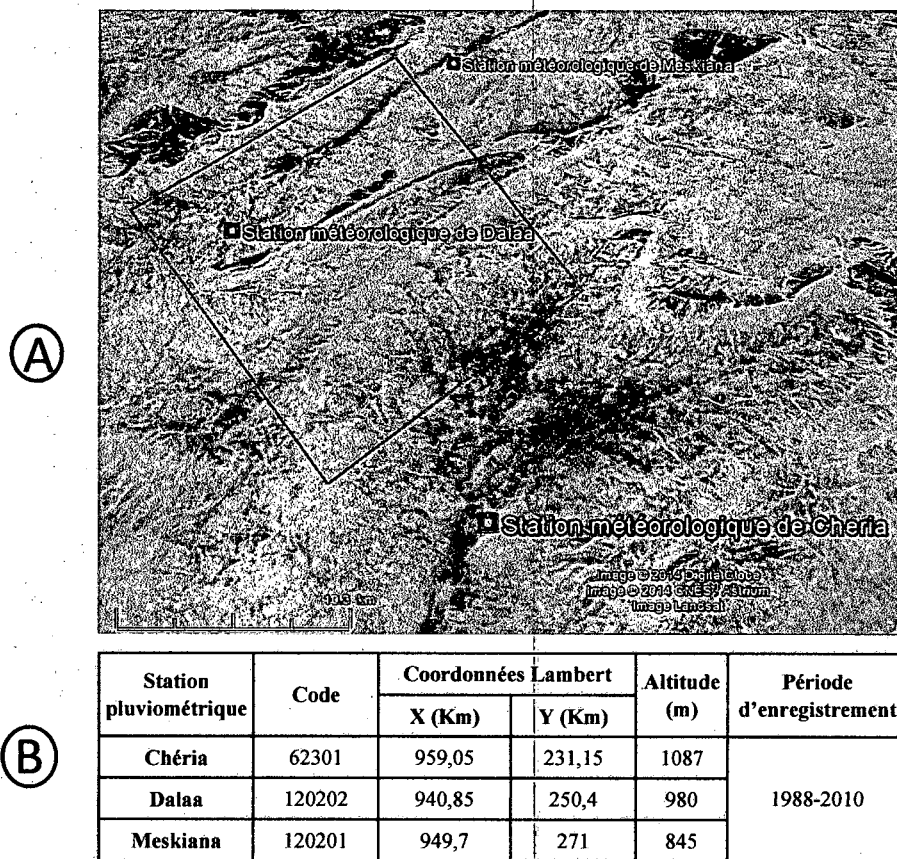 Station météorologique de Meskiana
Station météorologique de Dalaa
A
Station météorologique de Chéria
Image © 2014 DigitalGlobe
Image © 2014 CNES / Astrium
Image Landsat
km
B
Station pluviométrique
Code
Coordonnées Lambert
X (Km)
Y (Km)
Altitude (m)
Période d'enregistrement
Chéria 62301 959,05 231,15 1087
Dalaa 120202 940,85 250,4 980 1988-2010
Meskiana 120201 949,7 271 845